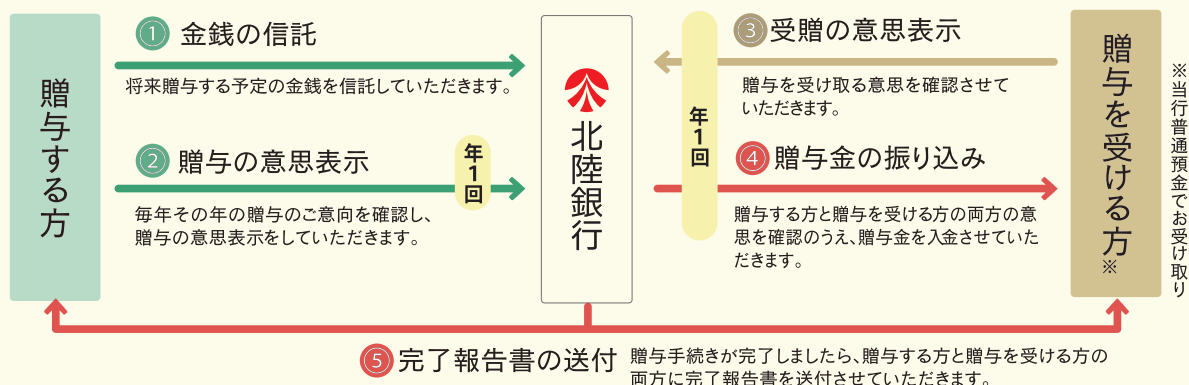 贈与する方
① 金銭の信託
将来贈与する予定の金銭を信託していただきます。
② 贈与の意思表示
年1回
毎年その年の贈与のご意向を確認し、
贈与の意思表示をしていただきます。
北陸銀行
③ 受贈の意思表示
贈与を受け取る意思を確認させて
いただきます。
年1回
④ 贈与金の振り込み
贈与する方と贈与を受ける方の両方の意
思を確認のうえ、贈与金を入金させていた
だきます。
贈与を受ける方※
※当行普通預金でお受け取り
⑤ 完了報告書の送付
贈与手続きが完了しましたら、贈与する方と贈与を受ける方の
両方に完了報告書を送付させていただきます。